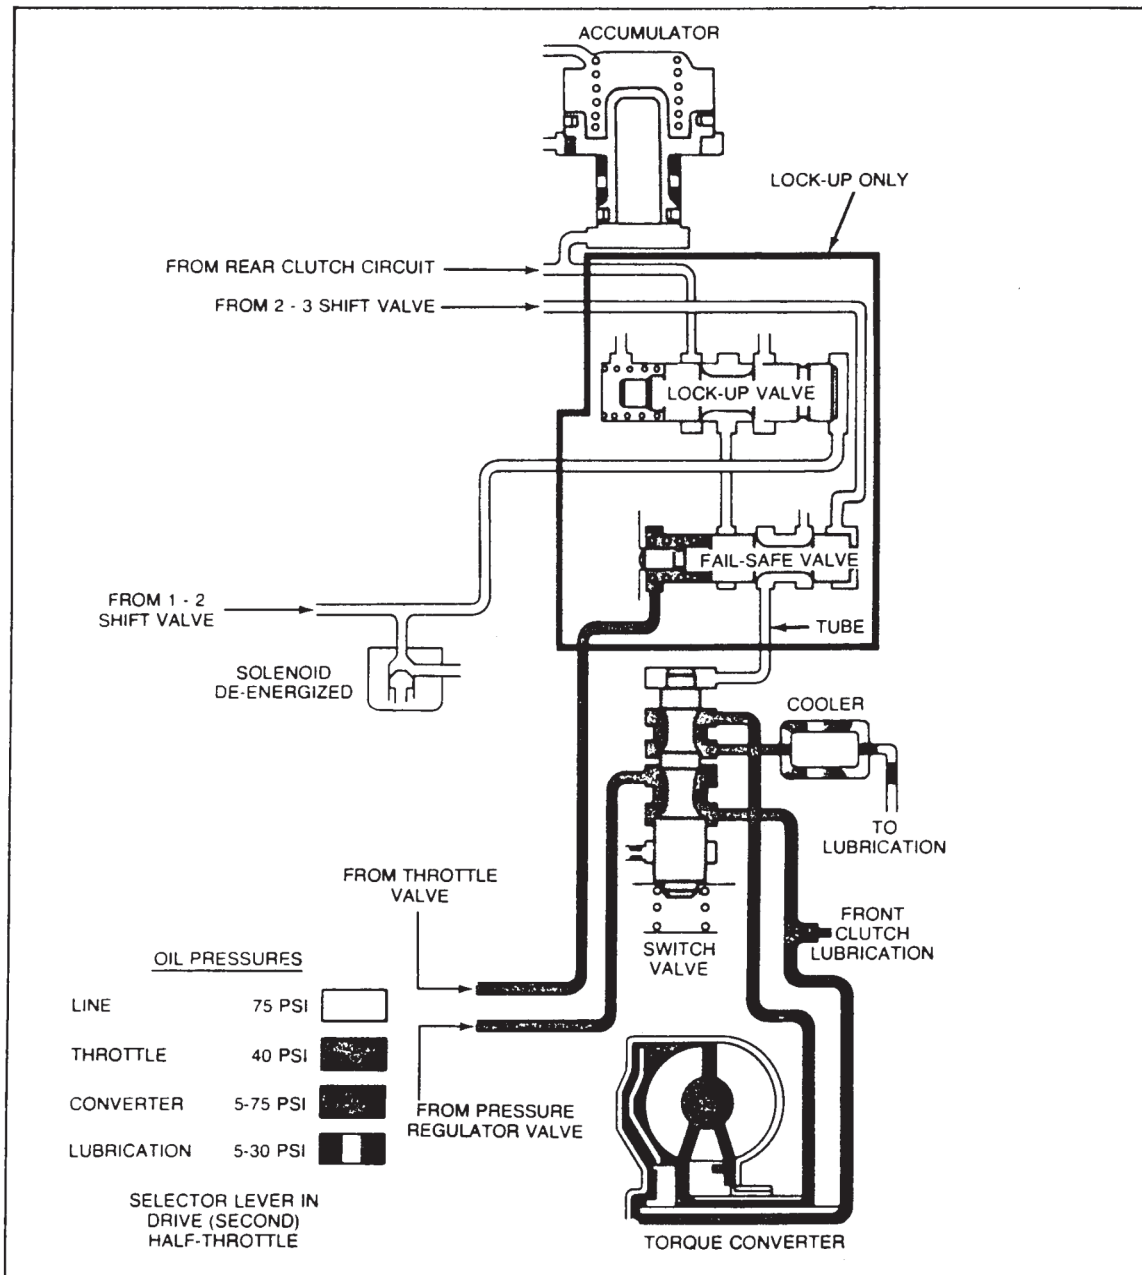 ACCUMULATOR
LOCK-UP ONLY
FROM REAR CLUTCH CIRCUIT
FROM 2 - 3 SHIFT VALVE
LOCK-UP VALVE
FAIL-SAFE VALVE
FROM 1 - 2
SHIFT VALVE
TUBE
SOLENOID
DE-ENERGIZED
COOLER
TO
LUBRICATION
FROM THROTTLE
VALVE
FRONT
CLUTCH
LUBRICATION
SWITCH
VALVE
OIL PRESSURES
LINE 75 PSI
THROTTLE 40 PSI
CONVERTER 5-75 PSI
LUBRICATION 5-30 PSI
FROM PRESSURE
REGULATOR VALVE
SELECTOR LEVER IN
DRIVE (SECOND)
HALF-THROTTLE
TORQUE CONVERTER